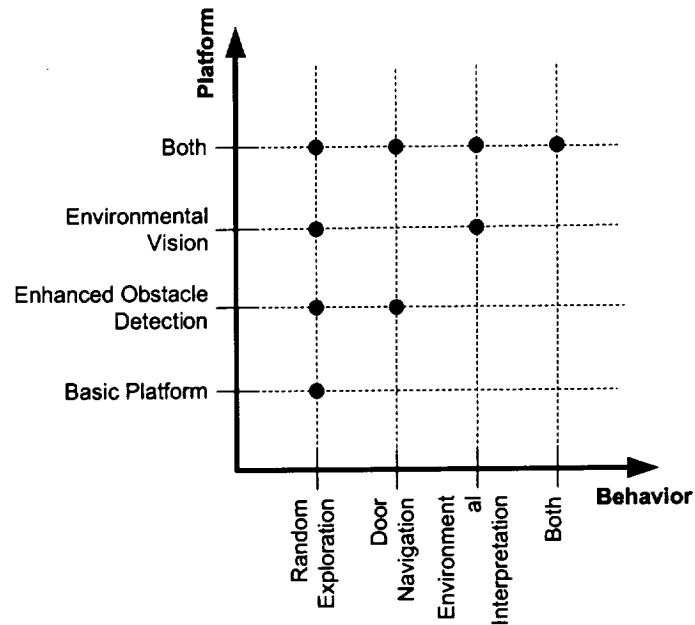 Platform
Both
Environmental
Vision
Enhanced Obstacle
Detection
Basic Platform
Behavior
Random
Exploration
Door
Navigation
Environment
al
Interpretation
Both